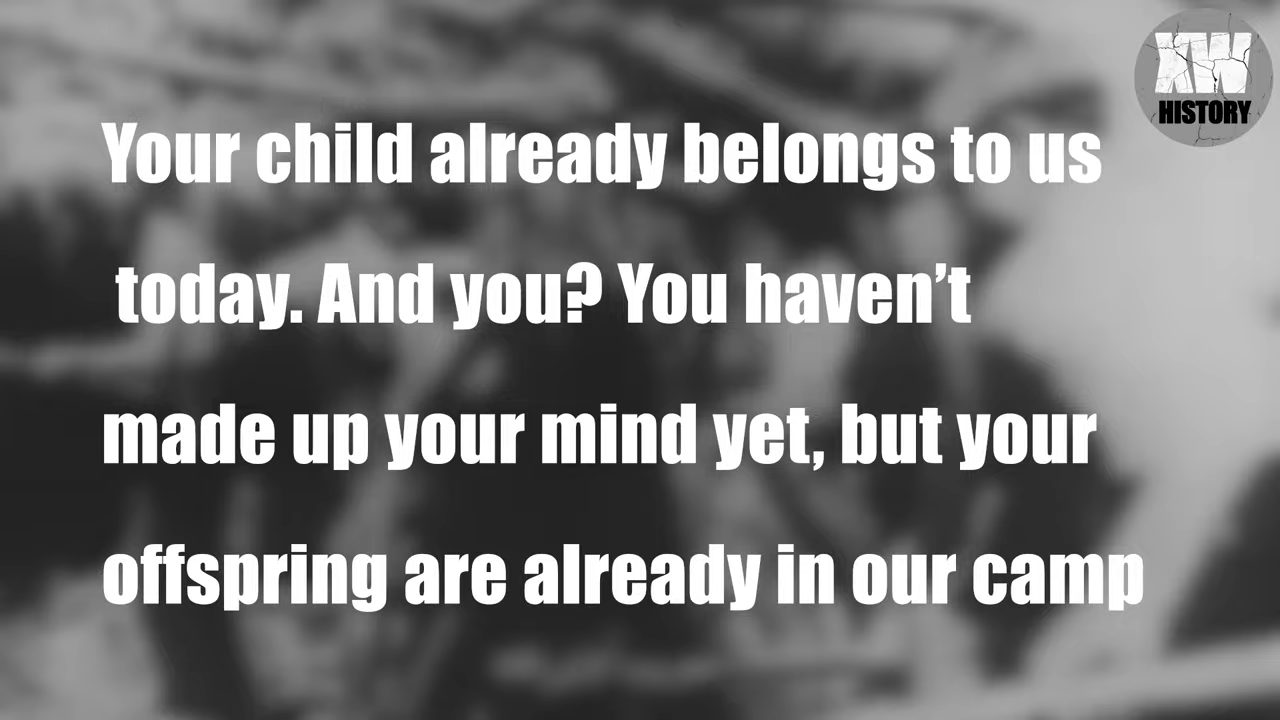 XW
HISTORY
Your child already belongs to us
today. And you? You haven’t
made up your mind yet, but your
offspring are already in our camp